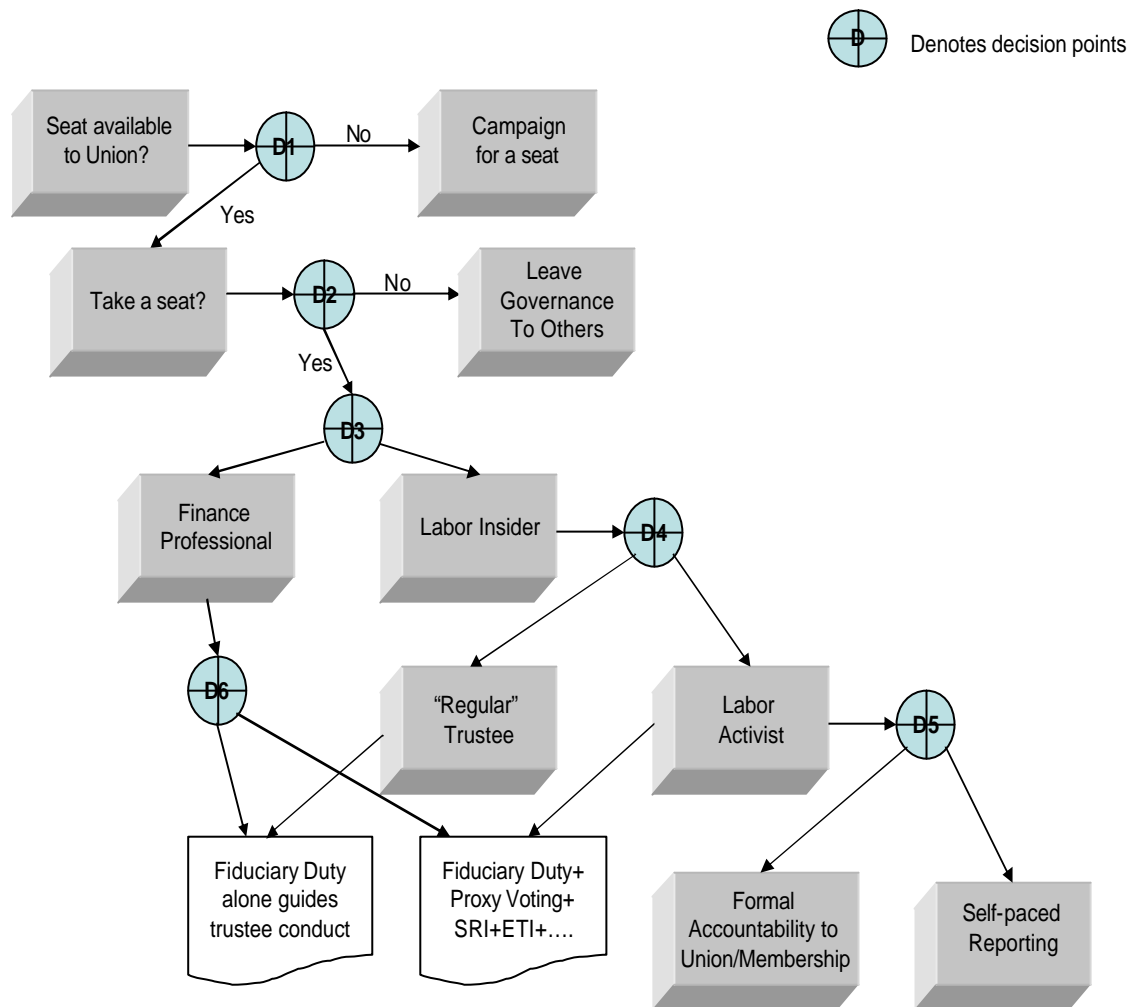 D
Denotes decision points
Seat available
to Union?
D1
No
Campaign
for a seat
Yes
Take a seat?
D2
No
Leave
Governance
To Others
Yes
D3
Finance
Professional
Labor Insider
D4
D6
“Regular”
Trustee
Labor
Activist
D5
Fiduciary Duty
alone guides
trustee conduct
Fiduciary Duty+
Proxy Voting+
SRI+ETI+….
Formal
Accountability to
Union/Membership
Self-paced
Reporting